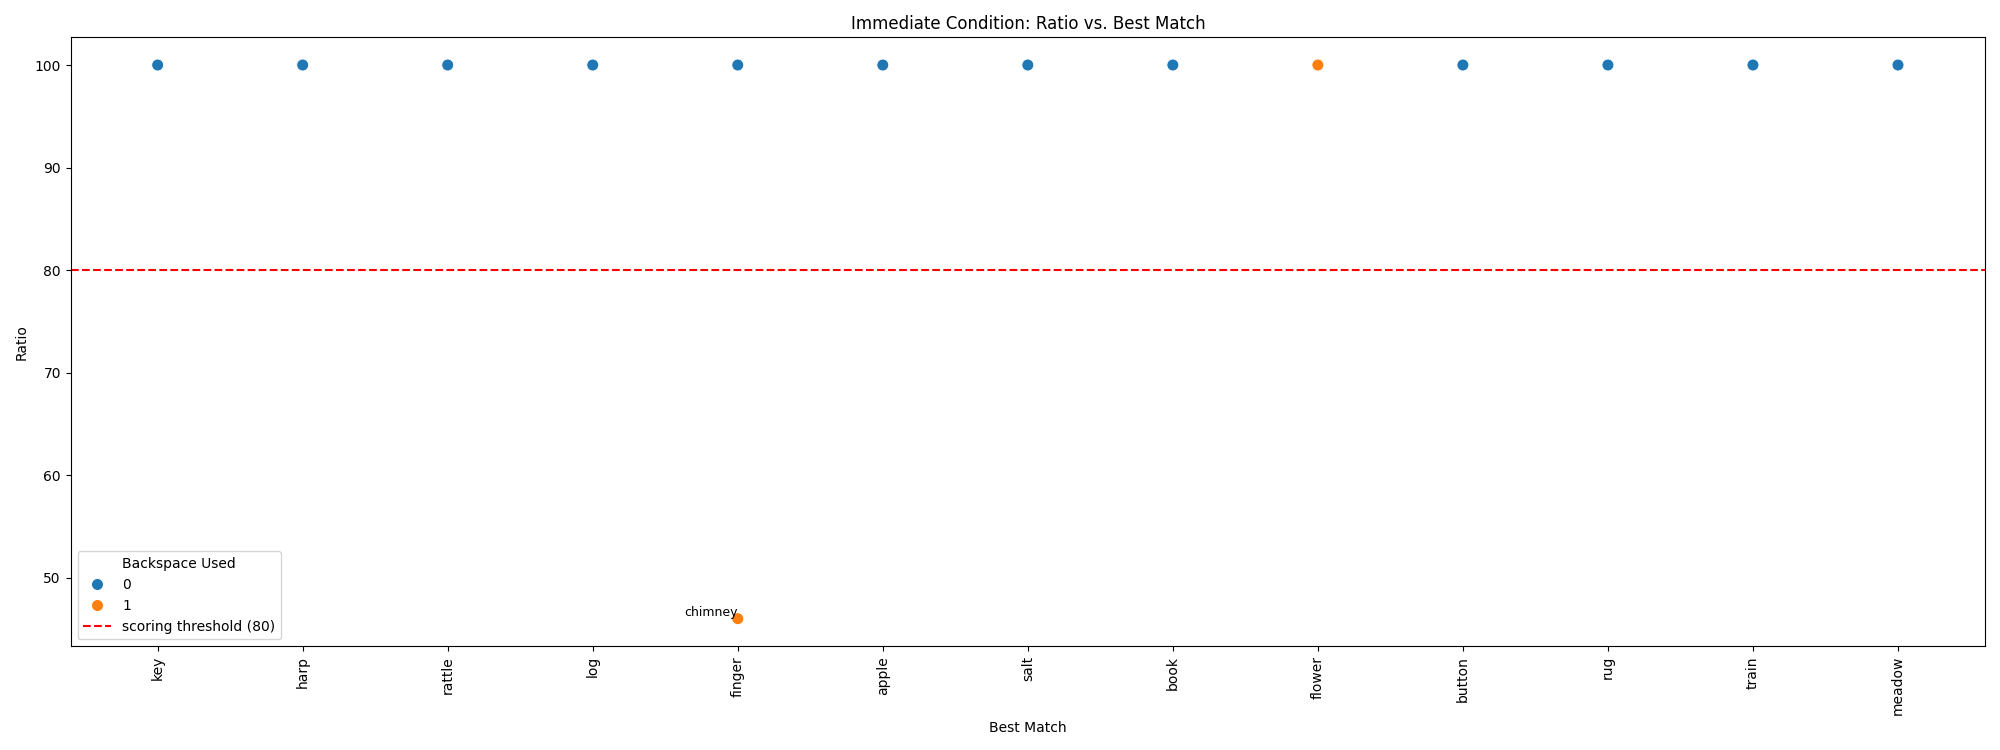 Immediate Condition: Ratio vs. Best Match
100
90
80
70
60
50
Ratio
chimney
Backspace Used
0
1
scoring threshold (80)
key
harp
rattle
log
finger
apple
salt
book
flower
button
rug
train
meadow
Best Match